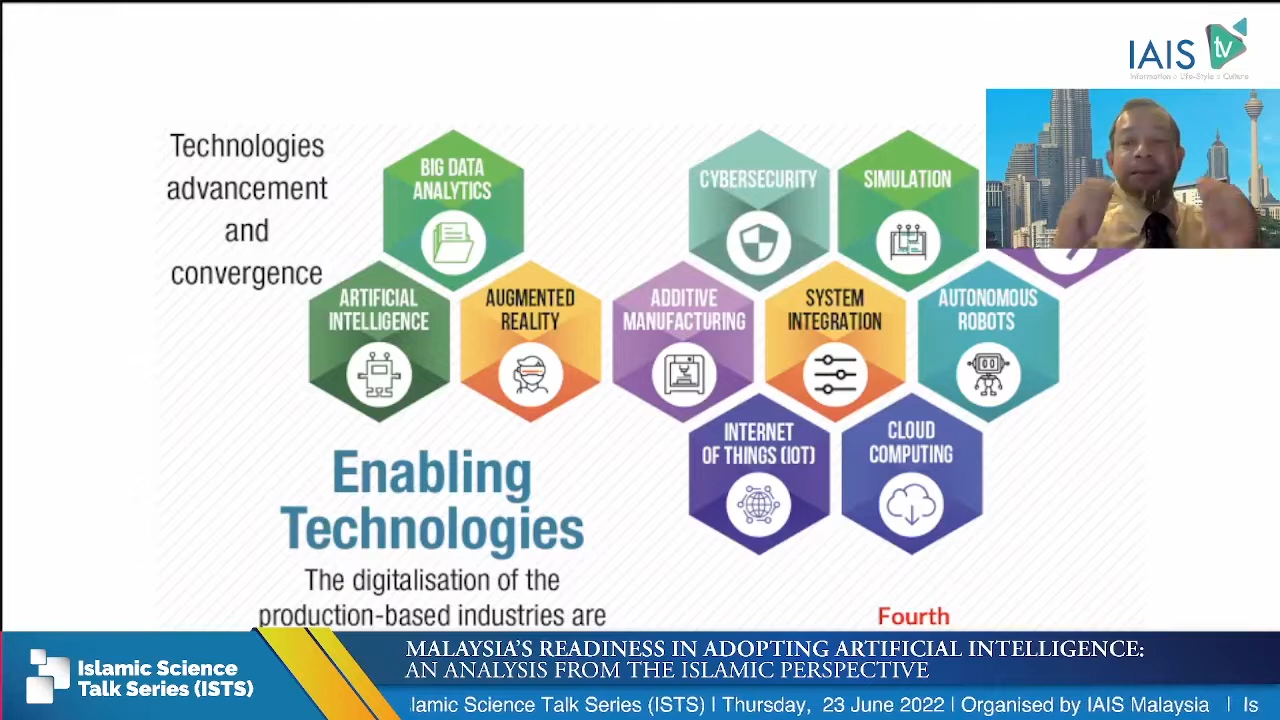 IAIS tv
Information ○ Life-Style ○ Culture
Technologies
advancement
and
convergence
BIG DATA
ANALYTICS
CYBERSECURITY
SIMULATION
ARTIFICIAL
INTELLIGENCE
AUGMENTED
REALITY
ADDITIVE
MANUFACTURING
SYSTEM
INTEGRATION
AUTONOMOUS
ROBOTS
INTERNET
OF THINGS (IOT)
CLOUD
COMPUTING
Enabling
Technologies
The digitalisation of the
production-based industries are
Fourth
MALAYSIA'S READINESS IN ADOPTING ARTIFICIAL INTELLIGENCE:
AN ANALYSIS FROM THE ISLAMIC PERSPECTIVE
Islamic Science
Talk Series (ISTS)
lamic Science Talk Series (ISTS) | Thursday, 23 June 2022 | Organised by IAIS Malaysia | Is